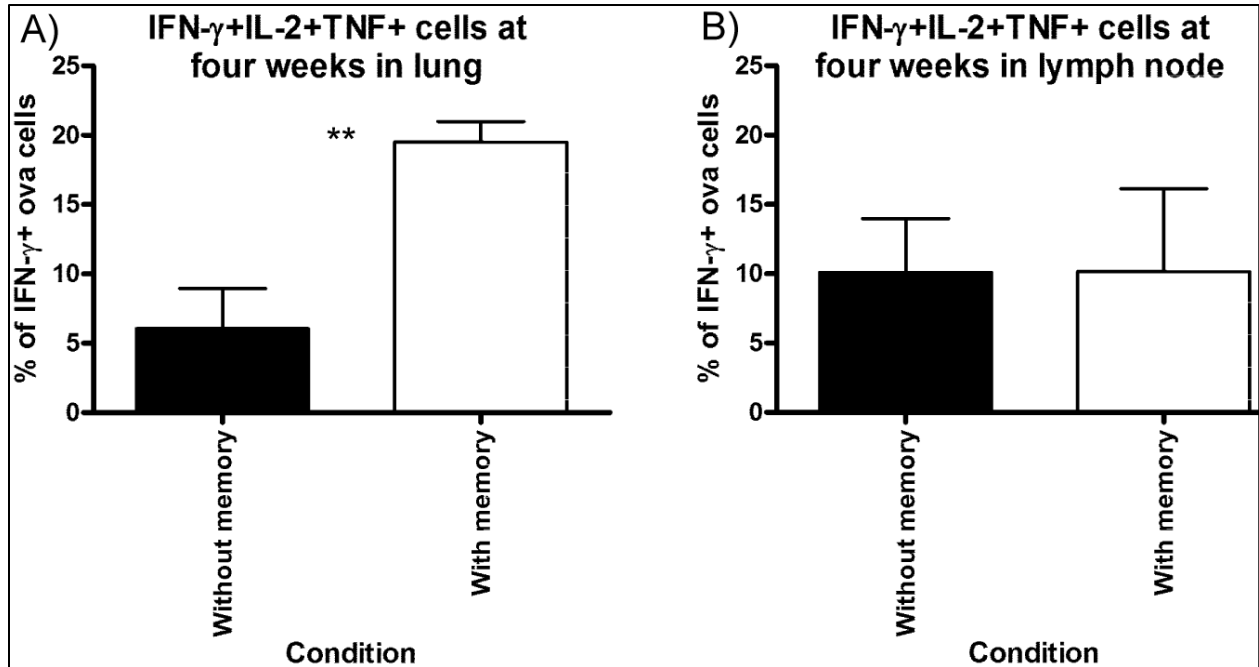 A)
IFN-γ+IL-2+TNF+ cells at
four weeks in lung
% of IFN-γ+ ova cells
25
20
15
10
5
0
**
Without memory
With memory
Condition
B)
IFN-γ+IL-2+TNF+ cells at
four weeks in lymph node
% of IFN-γ+ ova cells
25
20
15
10
5
0
Without memory
With memory
Condition